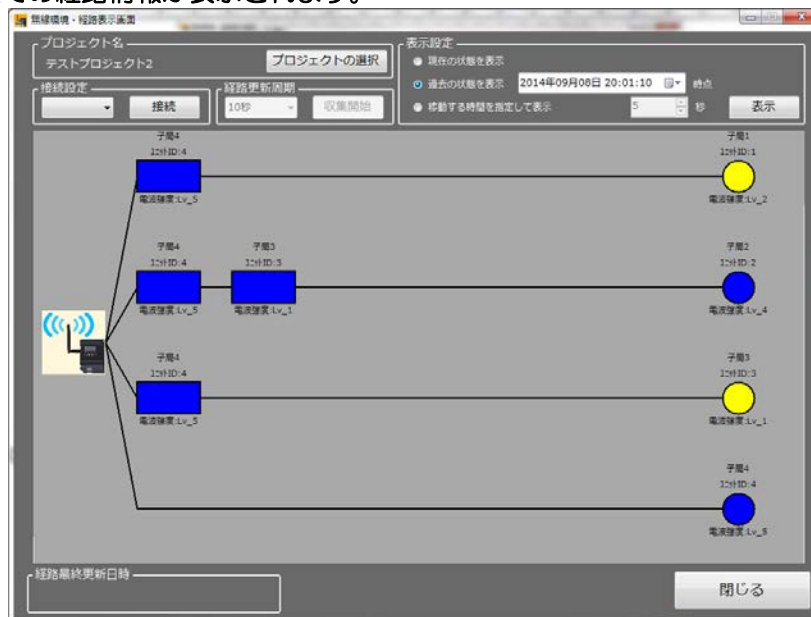 の経路情報が表示されます。
無線環境・経路表示画面
プロジェクト名
テストプロジェクト2
プロジェクトの選択
接続設定
接続
経路更新周期
10秒
収集開始
表示設定
現在の状態を表示
過去の状態を表示
2014年09月08日 20:01:10
時点
移動する時間を指定して表示
5
秒
表示
子局4
ユニットID:4
電波強度:Lv_5
子局1
ユニットID:1
電波強度:Lv_2
子局4
ユニットID:4
電波強度:Lv_5
子局3
ユニットID:3
電波強度:Lv_1
子局2
ユニットID:2
電波強度:Lv_4
子局4
ユニットID:4
電波強度:Lv_5
子局3
ユニットID:3
電波強度:Lv_1
子局4
ユニットID:4
電波強度:Lv_5
経路最終更新日時
閉じる